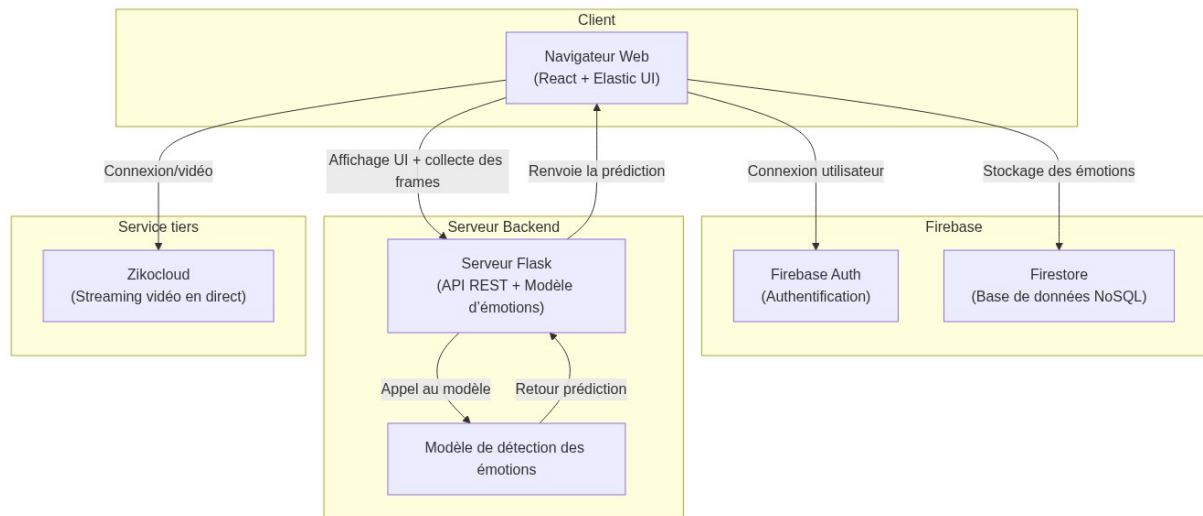 Client
Navigateur Web
(React + Elastic UI)
Connexion/vidéo
Affichage UI + collecte des
frames
Renvoie la prédiction
Connexion utilisateur
Stockage des émotions
Service tiers
Zikocloud
(Streaming vidéo en direct)
Serveur Backend
Serveur Flask
(API REST + Modèle
d’émotions)
Appel au modèle
Retour prédiction
Modèle de détection des
émotions
Firebase
Firebase Auth
(Authentification)
Firestore
(Base de données NoSQL)